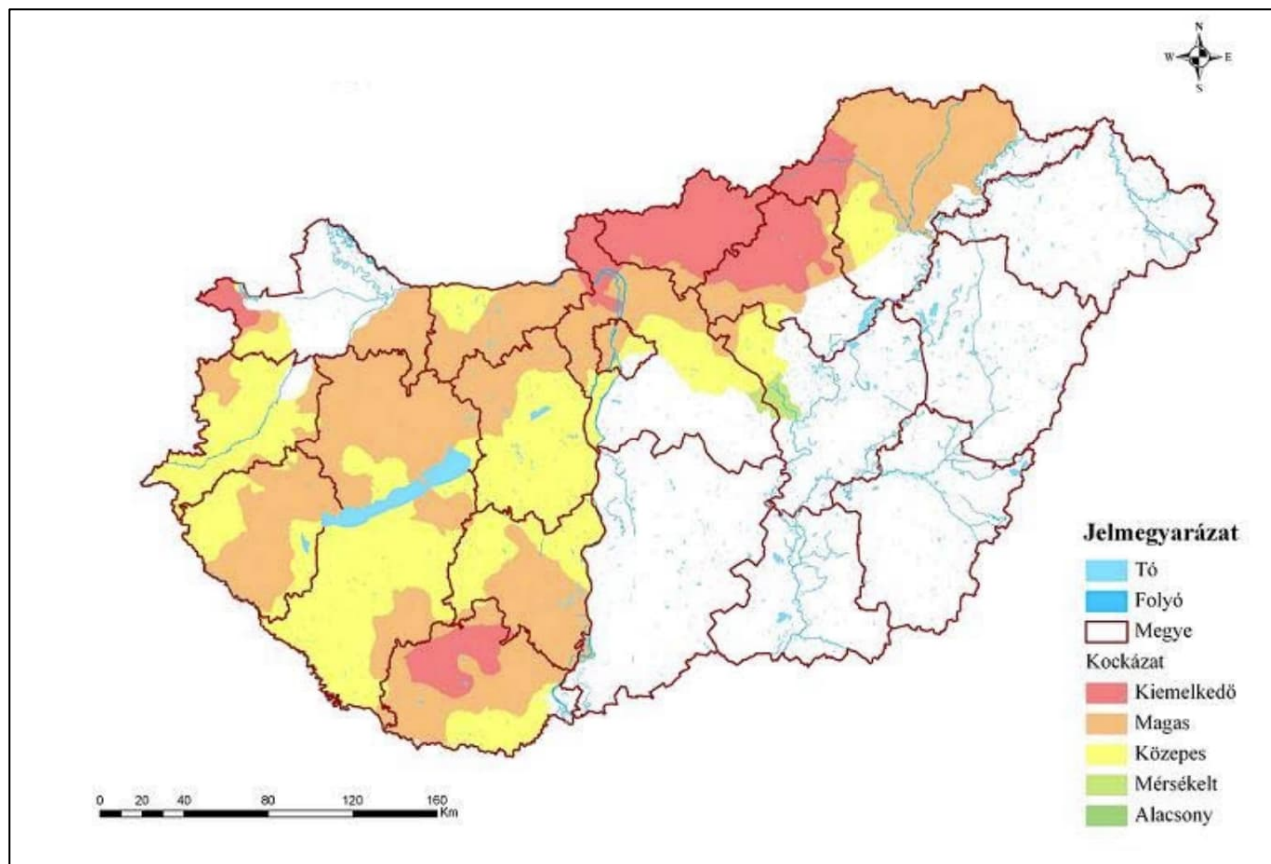 N
W E
S
Jelmegyarázat
Tó
Folyó
Megye
Kockázat
Kiemelkedő
Magas
Közepes
Mérsékelt
Alacsony
0 20 40 80 120 160
Km